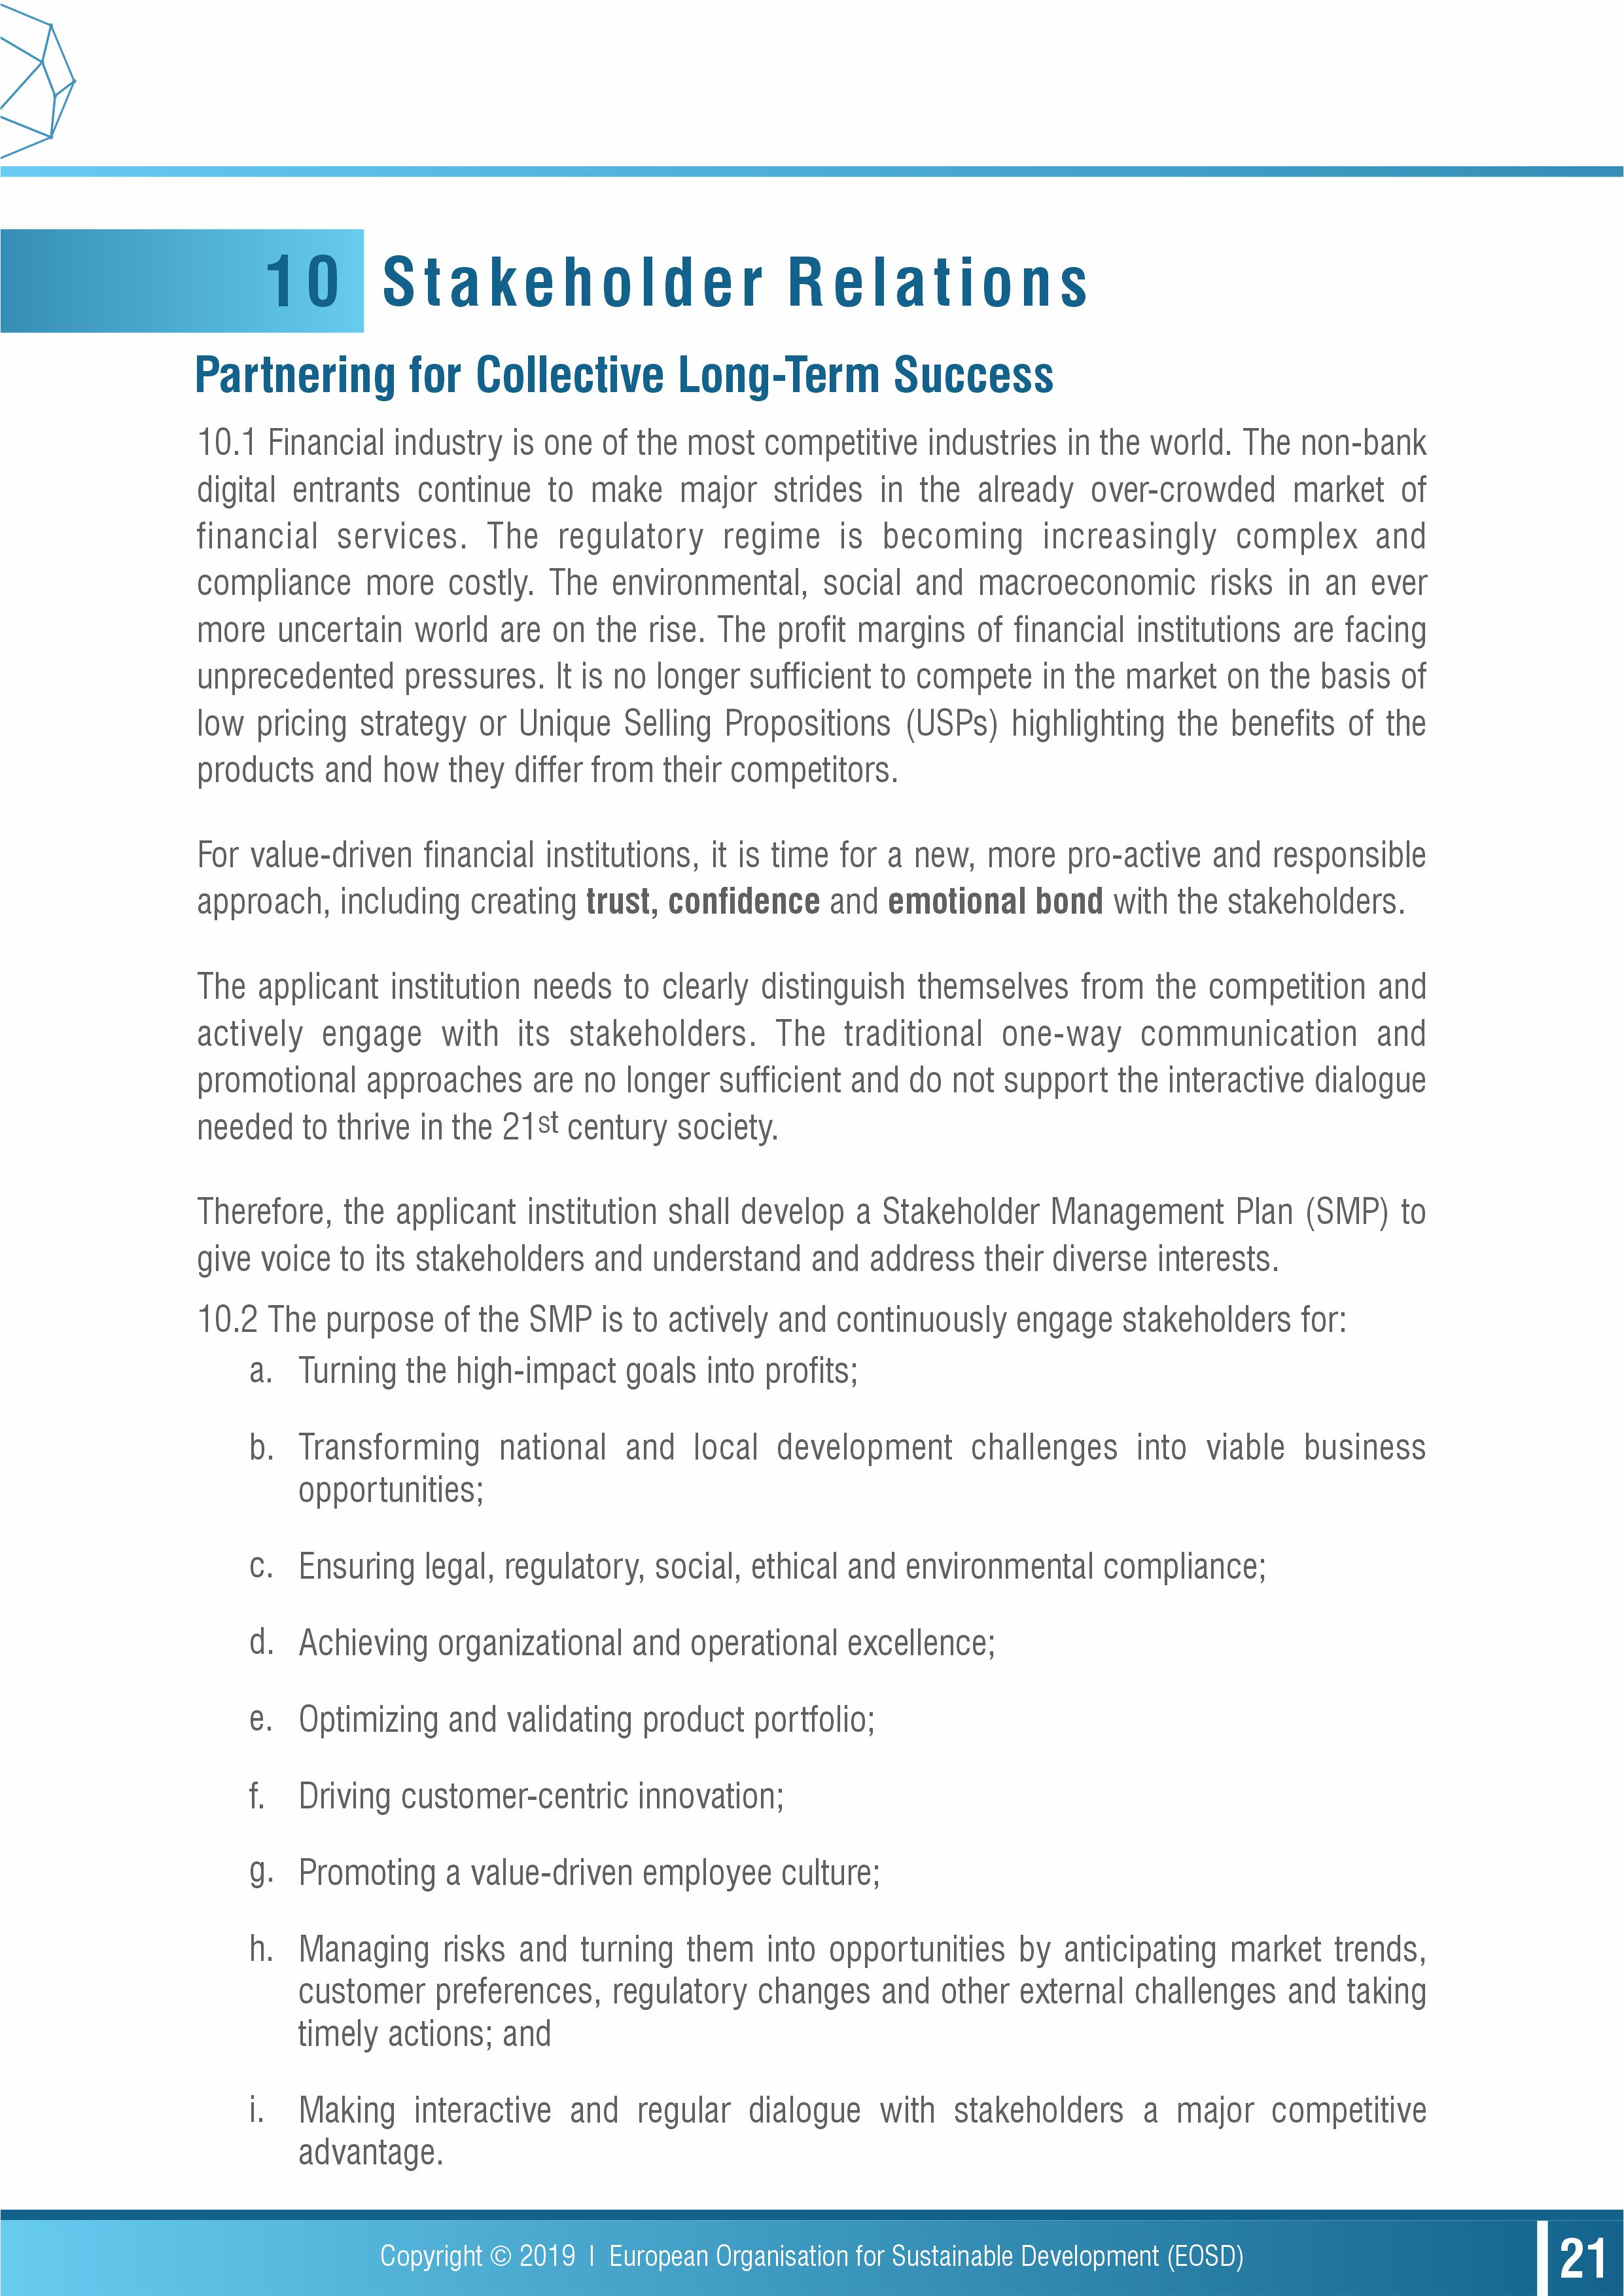 10 Stakeholder Relations
Partnering for Collective Long-Term Success
10.1 Financial industry is one of the most competitive industries in the world. The non-bank
digital entrants continue to make major strides in the already over-crowded market of
financial services. The regulatory regime is becoming increasingly complex and
compliance more costly. The environmental, social and macroeconomic risks in an ever
more uncertain world are on the rise. The profit margins of financial institutions are facing
unprecedented pressures. It is no longer sufficient to compete in the market on the basis of
low pricing strategy or Unique Selling Propositions (USPs) highlighting the benefits of the
products and how they differ from their competitors.
For value-driven financial institutions, it is time for a new, more pro-active and responsible
approach, including creating trust, confidence and emotional bond with the stakeholders.
The applicant institution needs to clearly distinguish themselves from the competition and
actively engage with its stakeholders. The traditional one-way communication and
promotional approaches are no longer sufficient and do not support the interactive dialogue
needed to thrive in the 21st century society.
Therefore, the applicant institution shall develop a Stakeholder Management Plan (SMP) to
give voice to its stakeholders and understand and address their diverse interests.
10.2 The purpose of the SMP is to actively and continuously engage stakeholders for:
a. Turning the high-impact goals into profits;
b. Transforming national and local development challenges into viable business
opportunities;
c. Ensuring legal, regulatory, social, ethical and environmental compliance;
d. Achieving organizational and operational excellence;
e. Optimizing and validating product portfolio;
f. Driving customer-centric innovation;
g. Promoting a value-driven employee culture;
h. Managing risks and turning them into opportunities by anticipating market trends,
customer preferences, regulatory changes and other external challenges and taking
timely actions; and
i. Making interactive and regular dialogue with stakeholders a major competitive
advantage.
Copyright © 2019 | European Organisation for Sustainable Development (EOSD)
21